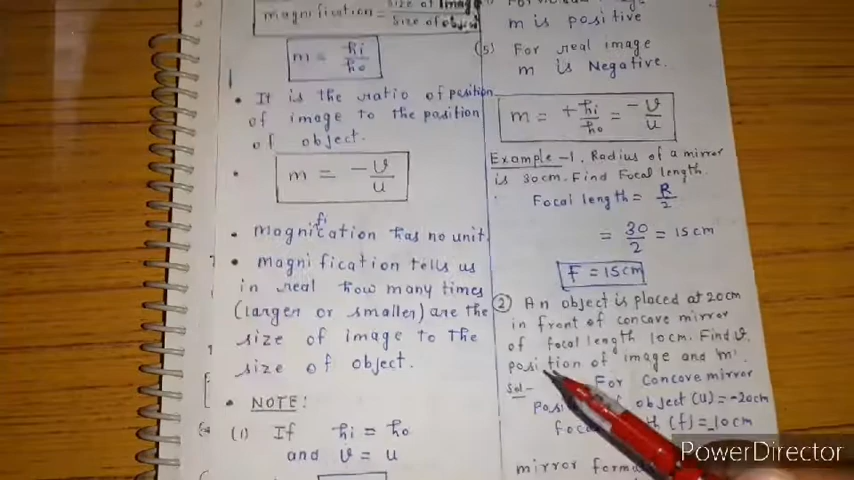 magnification = size of image
size of object
m = hi
ho
• It is the ratio of position
of image to the position
of object.
m = -v
u
• magnification has no unit.
• magnification tells us
in real how many times
(larger or smaller) are the
size of image to the
size of object.
• NOTE:
(1) If hi = ho
and v = u
m is positive
(5) For real image
m is Negative.
m = +hi = -v
ho u
Example-1. Radius of a mirror
is 30cm. Find Focal length.
Focal length = R
2
= 30 = 15cm
2
F = 15cm
② An object is placed at 20cm
in front of concave mirror
of focal length 10cm. Find v.
position of image and 'm'.
Sol- For Concave mirror
object (u) = -20cm
(f) = -10cm
mirror
PowerDirector